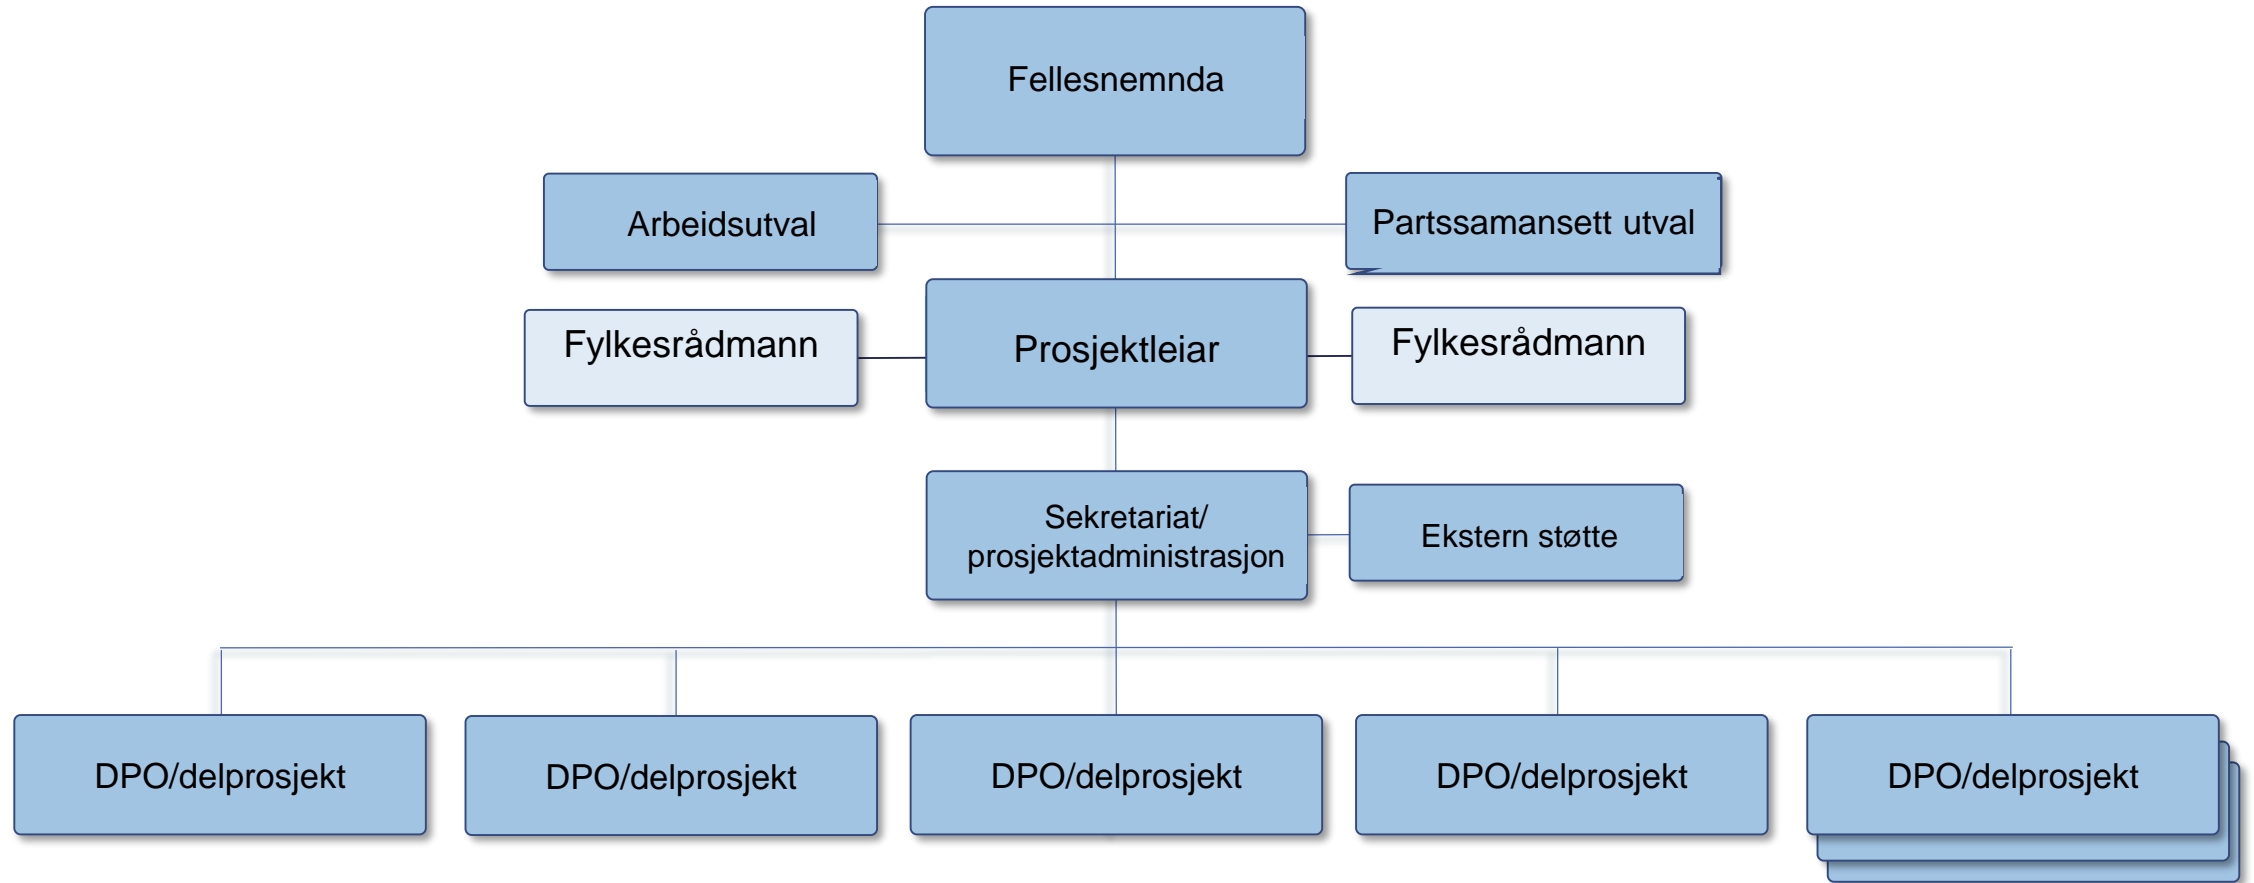 Fellesnemnda
Arbeidsutval
Partssamansett utval
Fylkesrådmann
Prosjektleiar
Fylkesrådmann
Sekretariat/
prosjektadministrasjon
Ekstern støtte
DPO/delprosjekt
DPO/delprosjekt
DPO/delprosjekt
DPO/delprosjekt
DPO/delprosjekt